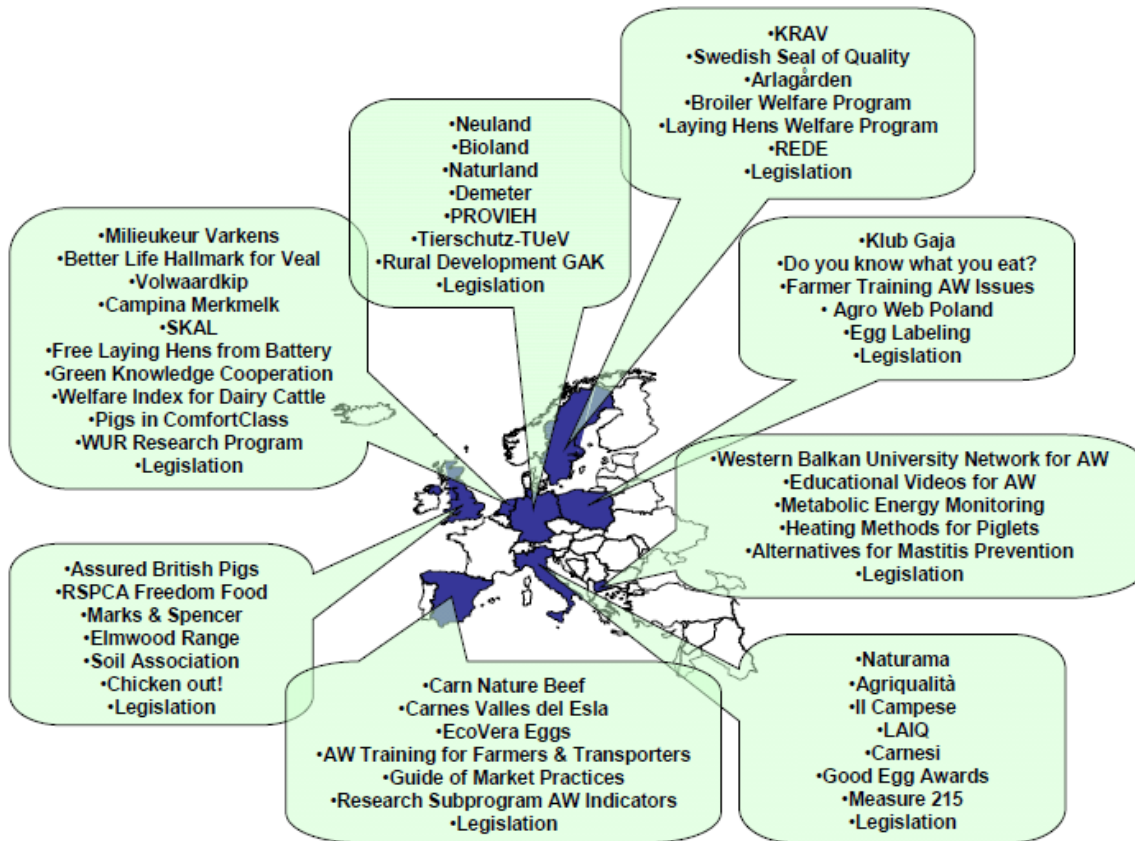 •KRAV
•Swedish Seal of Quality
•Arlagården
•Broiler Welfare Program
•Laying Hens Welfare Program
•REDE
•Legislation
•Neuland
•Bioland
•Naturland
•Demeter
•PROVIEH
•Tierschutz-TUeV
•Rural Development GAK
•Legislation
•Milieukeur Varkens
•Better Life Hallmark for Veal
•Volwaardkip
•Campina Merkmelk
•SKAL
•Free Laying Hens from Battery
•Green Knowledge Cooperation
•Welfare Index for Dairy Cattle
•Pigs in ComfortClass
•WUR Research Program
•Legislation
•Klub Gaja
•Do you know what you eat?
•Farmer Training AW Issues
• Agro Web Poland
•Egg Labeling
•Legislation
•Western Balkan University Network for AW
•Educational Videos for AW
•Metabolic Energy Monitoring
•Heating Methods for Piglets
•Alternatives for Mastitis Prevention
•Legislation
•Assured British Pigs
•RSPCA Freedom Food
•Marks & Spencer
•Elmwood Range
•Soil Association
•Chicken out!
•Legislation
•Carn Nature Beef
•Carnes Valles del Esla
•EcoVera Eggs
•AW Training for Farmers & Transporters
•Guide of Market Practices
•Research Subprogram AW Indicators
•Legislation
•Naturama
•Agriqualità
•Il Campese
•LAIQ
•Carnesi
•Good Egg Awards
•Measure 215
•Legislation